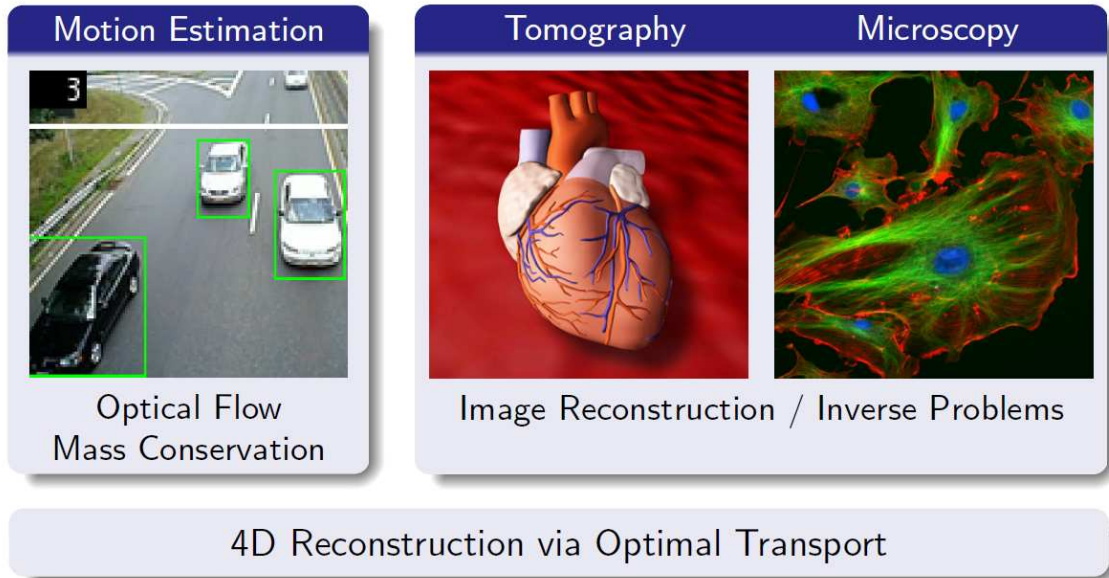 Motion Estimation
3
Optical Flow
Mass Conservation
Tomography
Microscopy
Image Reconstruction / Inverse Problems
4D Reconstruction via Optimal Transport